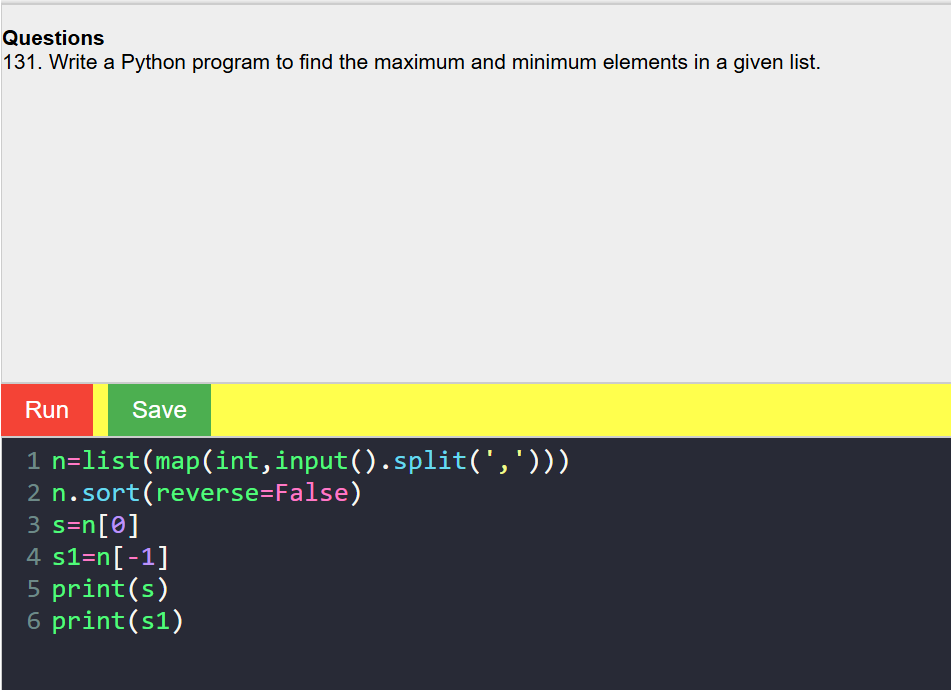 Questions
131. Write a Python program to find the maximum and minimum elements in a given list.
Run Save
1 n=list(map(int,input().split(',')))
2 n.sort(reverse=False)
3 s=n[0]
4 s1=n[-1]
5 print(s)
6 print(s1)